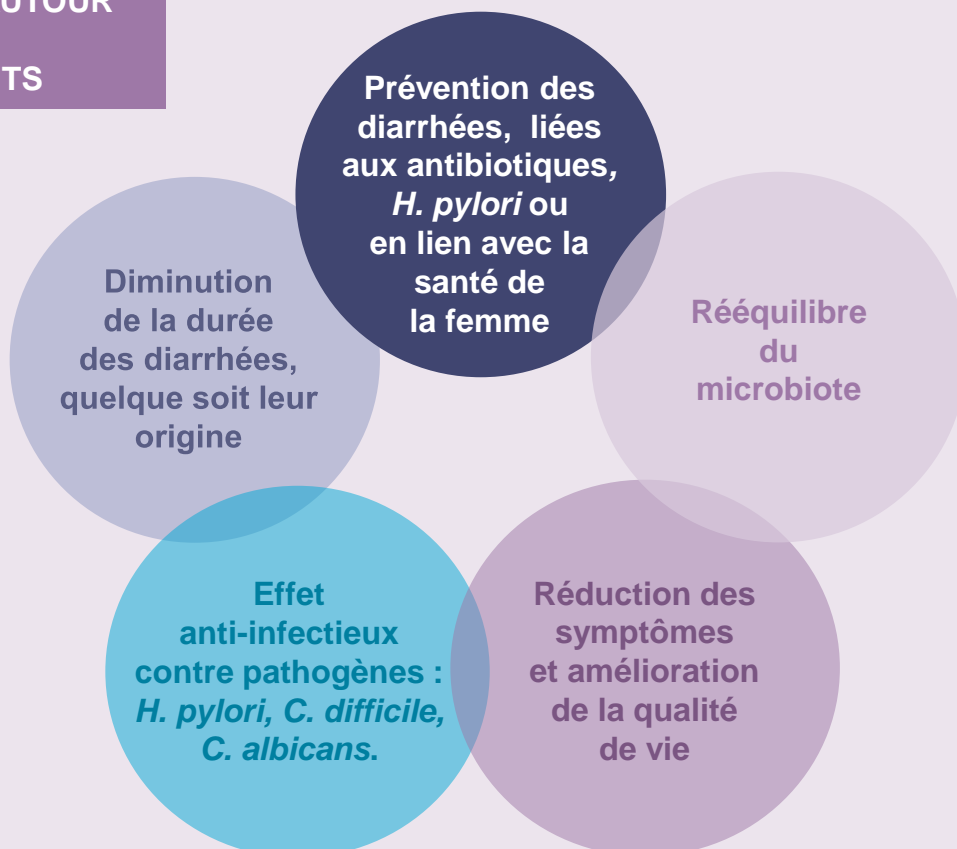 TS
Prévention des
diarrhées, liées
aux antibiotiques,
H. pylori ou
en lien avec la
santé de
la femme
Diminution
de la durée
des diarrhées,
quelque soit leur
origine
Rééquilibre
du
microbiote
Effet
anti-infectieux
contre pathogènes :
H. pylori, C. difficile,
C. albicans.
Réduction des
symptômes
et amélioration
de la qualité
de vie